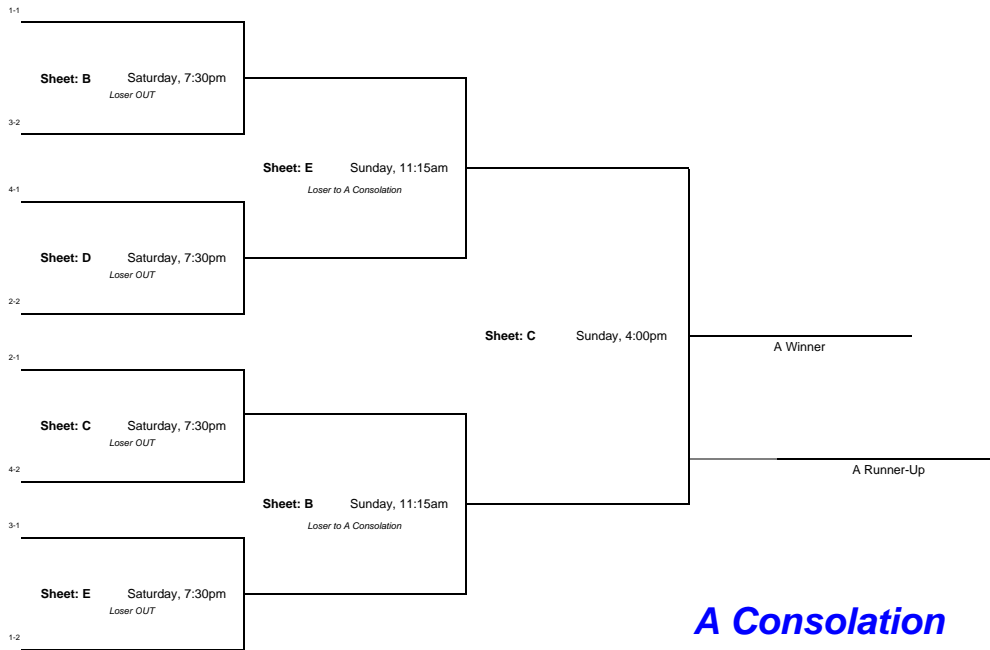 1-1
Sheet: B Saturday, 7:30pm
Loser OUT
3-2
Sheet: E Sunday, 11:15am
Loser to A Consolation
4-1
Sheet: D Saturday, 7:30pm
Loser OUT
2-2
Sheet: C Sunday, 4:00pm
A Winner
2-1
Sheet: C Saturday, 7:30pm
Loser OUT
4-2
A Runner-Up
Sheet: B Sunday, 11:15am
Loser to A Consolation
3-1
Sheet: E Saturday, 7:30pm
Loser OUT
1-2
A Consolation